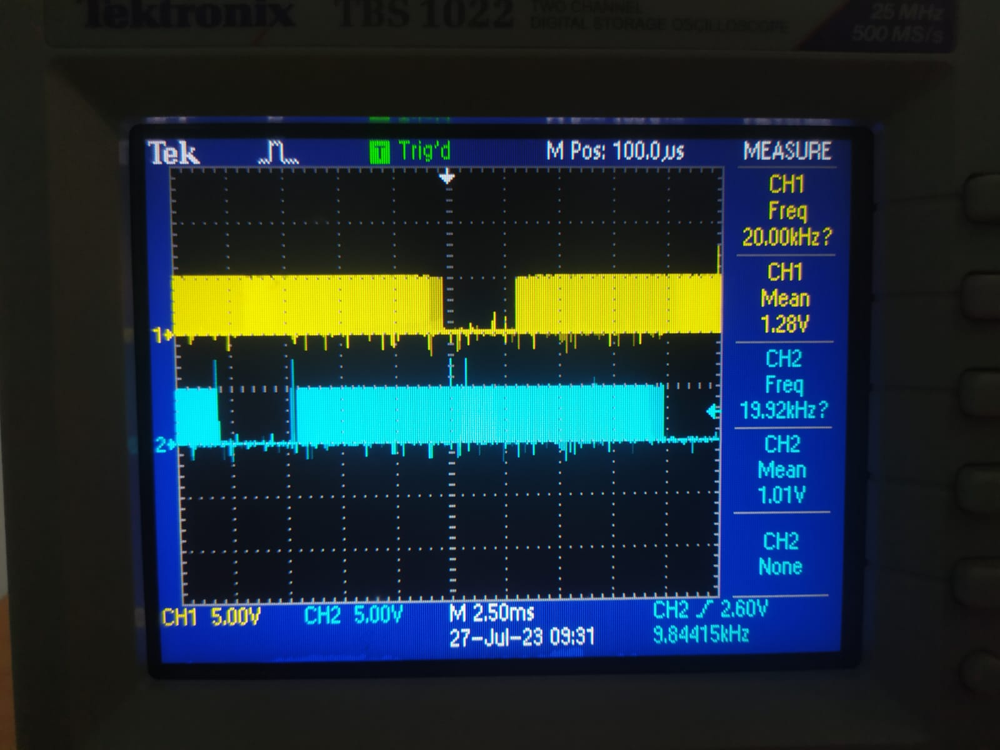 Tektronix TBS 1022 TWO CHANNEL 25 MHz
DIGITAL STORAGE OSCILLOSCOPE 500 MS/s
Tek T Trig'd M Pos: 100.0µs MEASURE
CH1
Freq
20.00kHz?
CH1
Mean
1.28V
1
CH2
Freq
19.92kHz?
2
CH2
Mean
1.01V
CH2
None
CH1 5.00V CH2 5.00V M 2.50ms CH2 2.60V
27-Jul-23 09:31 9.84415kHz